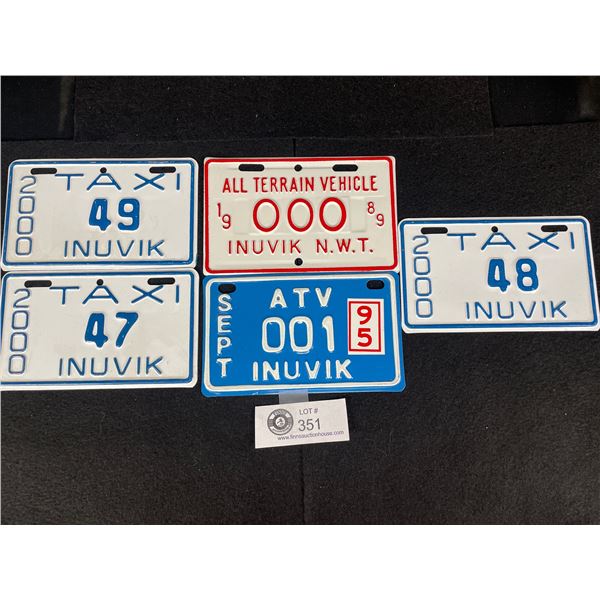 2000
TAXI
49
INUVIK
ALL TERRAIN VEHICLE
19 000 89
INUVIK N.W.T.
2000
TAXI
48
INUVIK
2000
TAXI
47
INUVIK
SEPT
ATV
001
95
INUVIK
LOT #
351
www.finnsauctionhouse.com